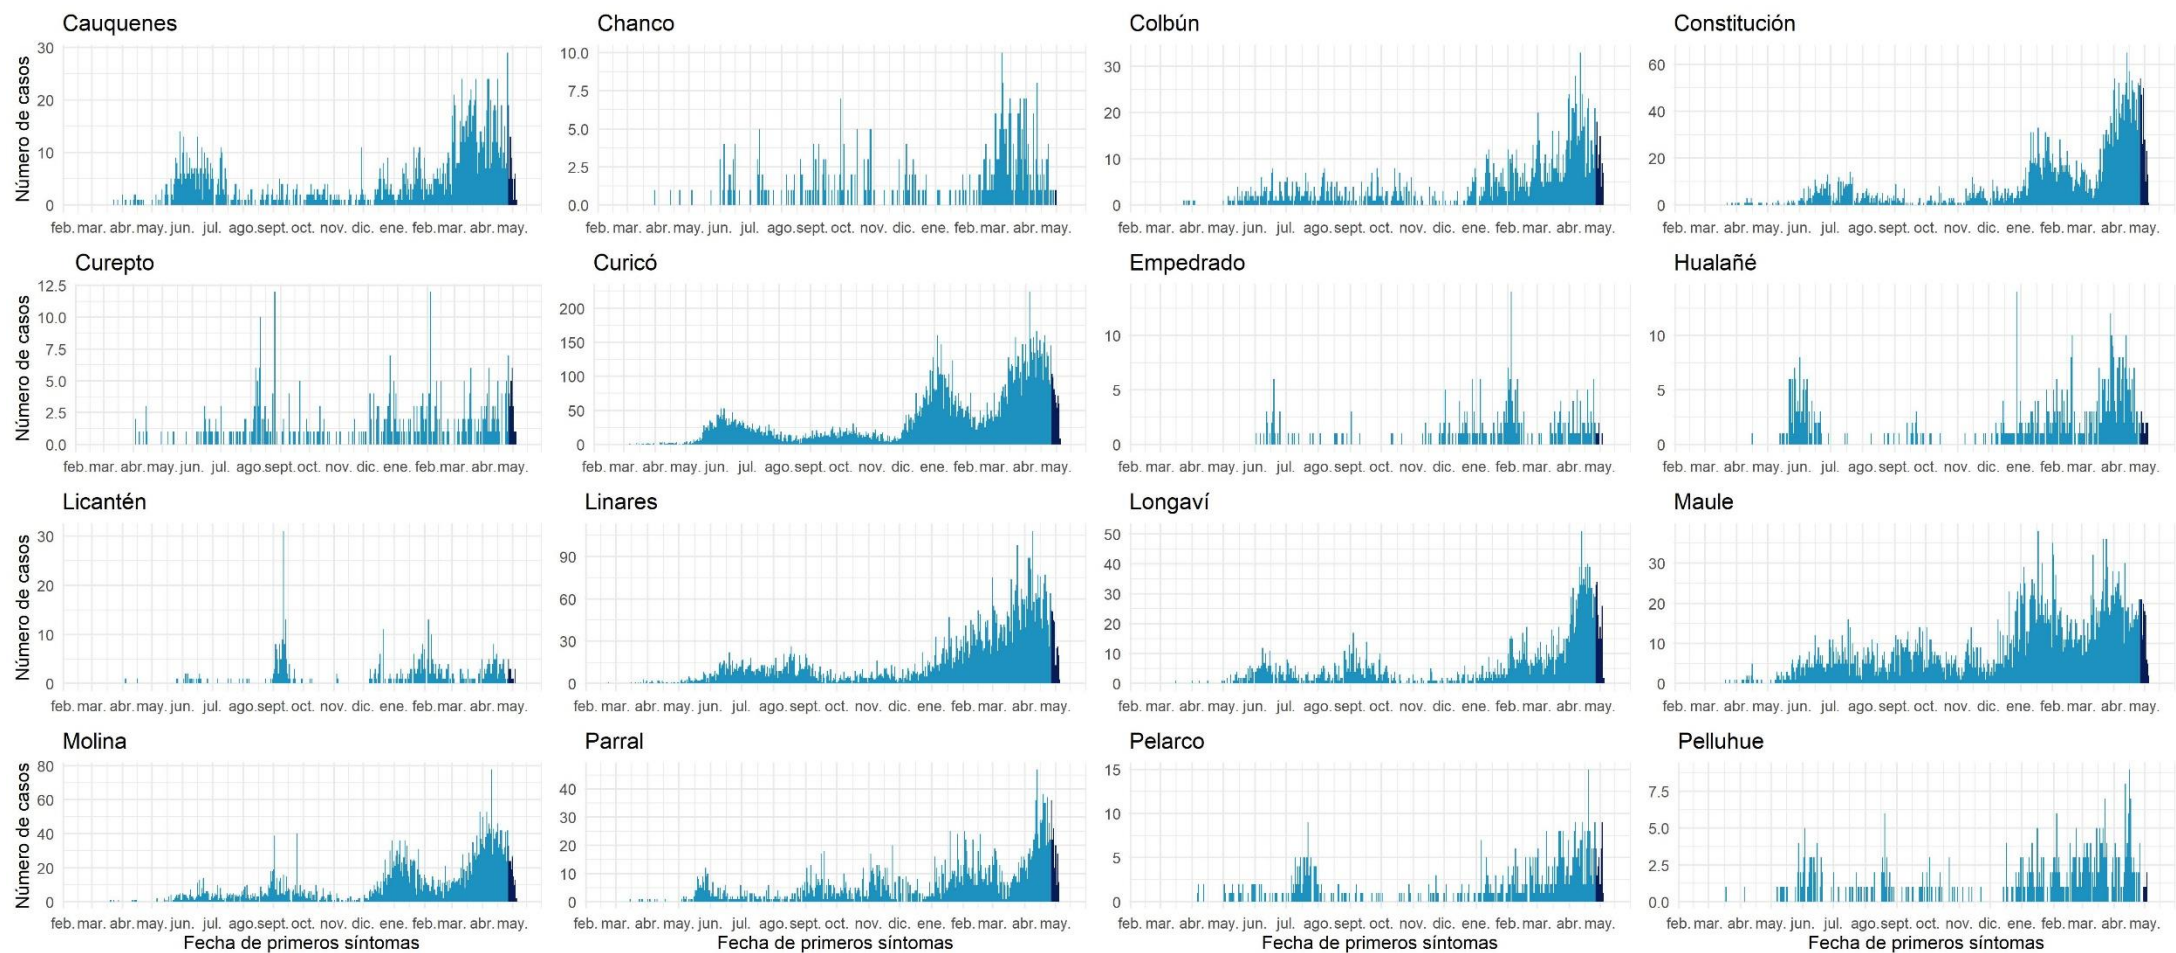 Cauquenes
Chanco
Colbún
Constitución
Número de casos
30
20
10
0
feb. mar. abr. may. jun. jul. ago. sept. oct. nov. dic. ene. feb. mar. abr. may.
10.0
7.5
5.0
2.5
0.0
feb. mar. abr. may. jun. jul. ago. sept. oct. nov. dic. ene. feb. mar. abr. may.
30
20
10
0
feb. mar. abr. may. jun. jul. ago. sept. oct. nov. dic. ene. feb. mar. abr. may.
60
40
20
0
feb. mar. abr. may. jun. jul. ago. sept. oct. nov. dic. ene. feb. mar. abr. may.
Curepto
Curicó
Empedrado
Hualañé
Número de casos
12.5
10.0
7.5
5.0
2.5
0.0
feb. mar. abr. may. jun. jul. ago. sept. oct. nov. dic. ene. feb. mar. abr. may.
200
150
100
50
0
feb. mar. abr. may. jun. jul. ago. sept. oct. nov. dic. ene. feb. mar. abr. may.
10
5
0
feb. mar. abr. may. jun. jul. ago. sept. oct. nov. dic. ene. feb. mar. abr. may.
10
5
0
feb. mar. abr. may. jun. jul. ago. sept. oct. nov. dic. ene. feb. mar. abr. may.
Licantén
Linares
Longaví
Maule
Número de casos
30
20
10
0
feb. mar. abr. may. jun. jul. ago. sept. oct. nov. dic. ene. feb. mar. abr. may.
90
60
30
0
feb. mar. abr. may. jun. jul. ago. sept. oct. nov. dic. ene. feb. mar. abr. may.
50
40
30
20
10
0
feb. mar. abr. may. jun. jul. ago. sept. oct. nov. dic. ene. feb. mar. abr. may.
30
20
10
0
feb. mar. abr. may. jun. jul. ago. sept. oct. nov. dic. ene. feb. mar. abr. may.
Molina
Parral
Pelarco
Pelluhue
Número de casos
80
60
40
20
0
feb. mar. abr. may. jun. jul. ago. sept. oct. nov. dic. ene. feb. mar. abr. may.
Fecha de primeros síntomas
40
30
20
10
0
feb. mar. abr. may. jun. jul. ago. sept. oct. nov. dic. ene. feb. mar. abr. may.
Fecha de primeros síntomas
15
10
5
0
feb. mar. abr. may. jun. jul. ago. sept. oct. nov. dic. ene. feb. mar. abr. may.
Fecha de primeros síntomas
7.5
5.0
2.5
0.0
feb. mar. abr. may. jun. jul. ago. sept. oct. nov. dic. ene. feb. mar. abr. may.
Fecha de primeros síntomas